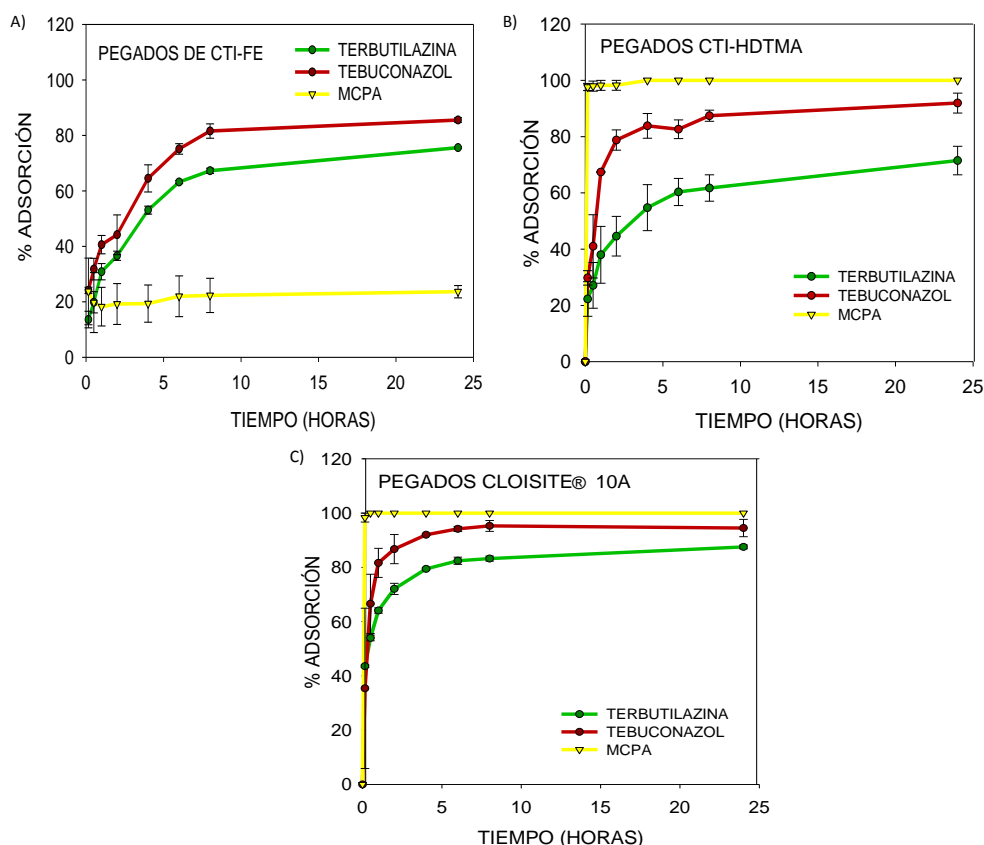 A)
PEGADOS DE CTI-FE
TERBUTILAZINA
TEBUCONAZOL
MCPA
% ADSORCIÓN
120
100
80
60
40
20
0
0 5 10 15 20 25
TIEMPO (HORAS)
B)
PEGADOS CTI-HDTMA
TERBUTILAZINA
TEBUCONAZOL
MCPA
% ADSORCIÓN
120
100
80
60
40
20
0
0 5 10 15 20 25
TIEMPO (HORAS)
C)
PEGADOS CLOISITE® 10A
TERBUTILAZINA
TEBUCONAZOL
MCPA
% ADSORCIÓN
120
100
80
60
40
20
0
0 5 10 15 20 25
TIEMPO (HORAS)